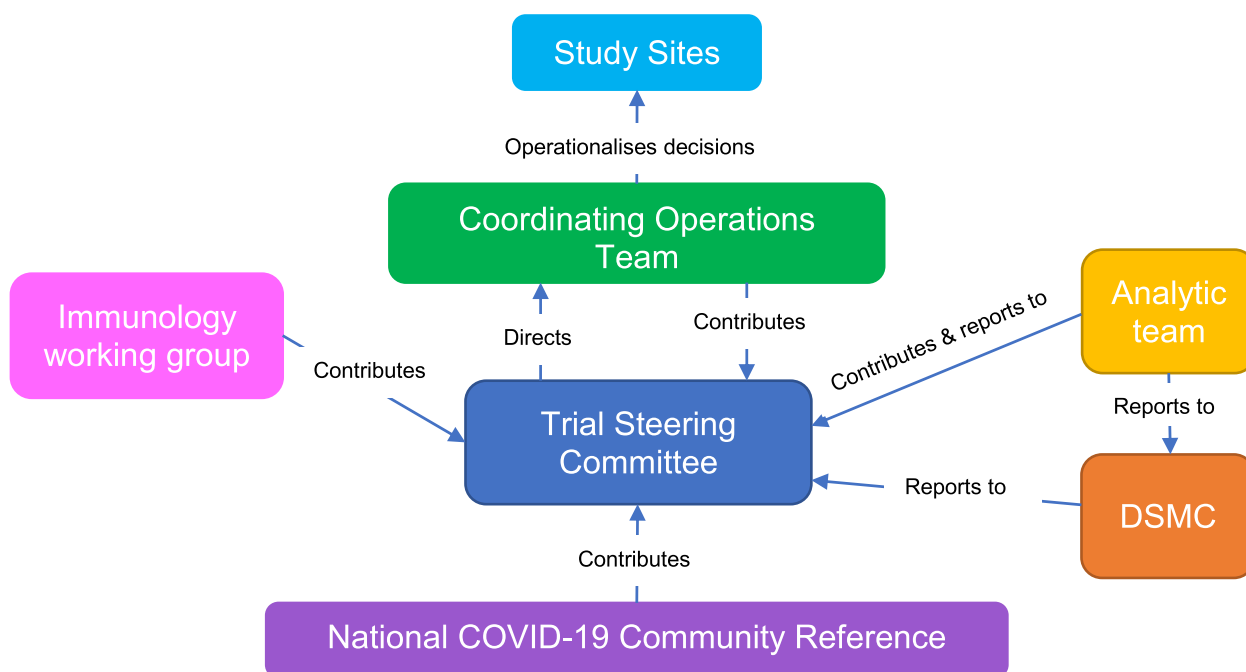 Study Sites
Operationalises decisions
Coordinating Operations
Team
Immunology
working group
Analytic
team
Directs
Contributes
Contributes & reports to
Contributes
Reports to
Trial Steering
Committee
Reports to
DSMC
Contributes
National COVID-19 Community Reference